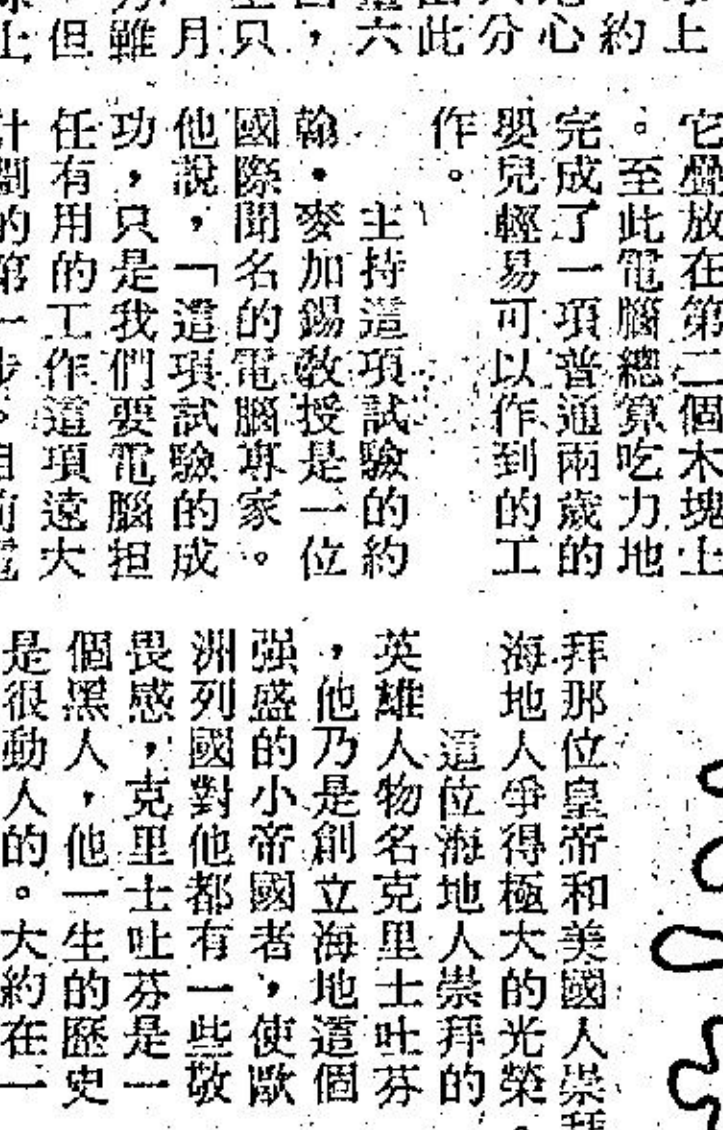 上
約
心
分
此
六
，
只
月
雖
但
上
它疊放在第二個木塊上
。至此電腦總算吃力地
完成了一項普通兩歲的
嬰兒輕易可以作到的工
作。
主持這項試驗的約
翰・麥加錫教授是一位
國際聞名的電腦專家。
他說，「這項試驗的成
功，只是我們要電腦担
任有用的工作這項遠大
計劃的第一步。目前電
拜那位皇帝和美國人崇拜
海地人爭得極大的光榮。
這位海地人崇拜的
英雄人物名克里士吐芬
，他乃是創立海地這個
强盛的小帝國者，使歐
洲列國對他都有一些敬
畏感，克里士吐芬是一
個黑人，他一生的歷史
是很動人的。大約在一